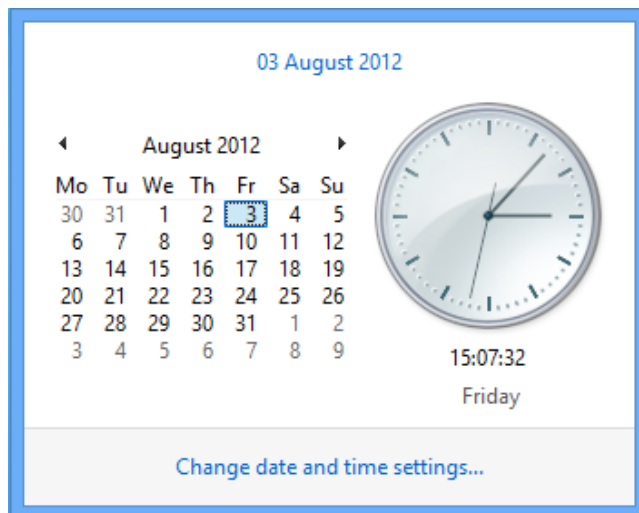 03 August 2012
August 2012
Mo Tu We Th Fr Sa Su
30 31 1 2 3 4 5
6 7 8 9 10 11 12
13 14 15 16 17 18 19
20 21 22 23 24 25 26
27 28 29 30 31 1 2
3 4 5 6 7 8 9
15:07:32
Friday
Change date and time settings...